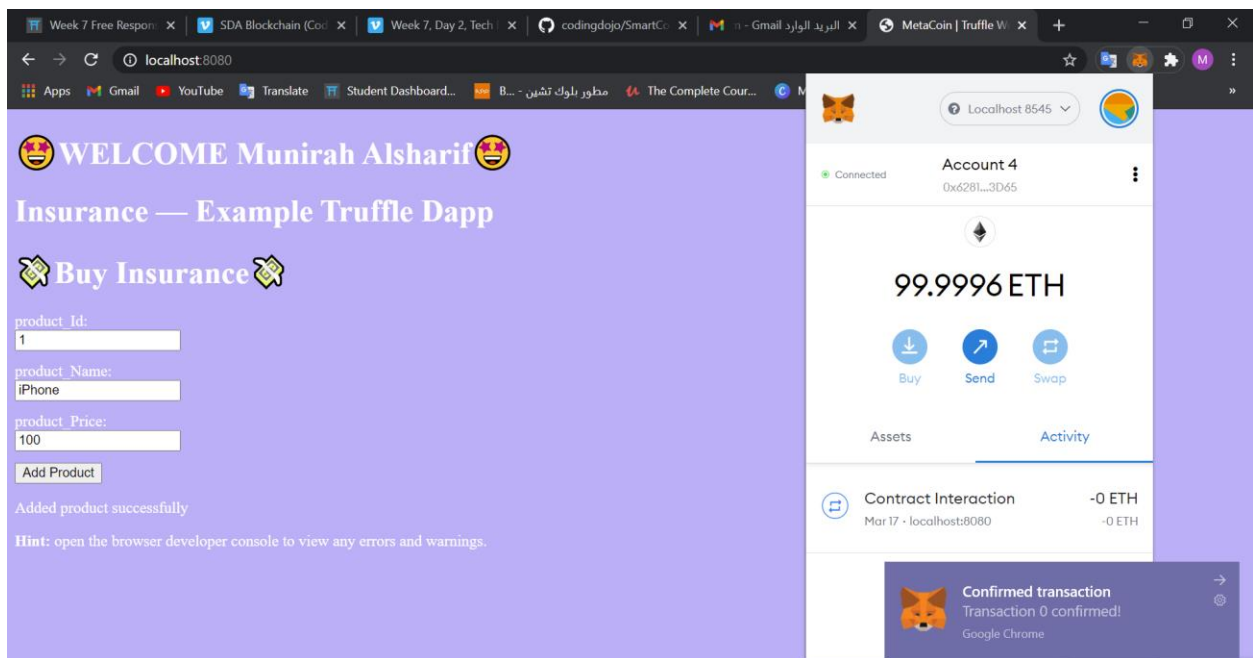 Week 7 Free Respon
SDA Blockchain (Cod
Week 7, Day 2, Tech
codingdojo/SmartCo
البريد الوارد - Gmail - n
MetaCoin | Truffle W
localhost:8080
Apps
Gmail
YouTube
Translate
Student Dashboard...
مطور بلوك تشين - B...
The Complete Cour...
M
🤩WELCOME Munirah Alsharif🤩
Insurance — Example Truffle Dapp
💸Buy Insurance💸
product_Id:
1
product_Name:
iPhone
product_Price:
100
Add Product
Added product successfully
Hint: open the browser developer console to view any errors and warnings.
Localhost 8545
Connected
Account 4
0x6281...3D65
99.9996 ETH
Buy
Send
Swap
Assets
Activity
Contract Interaction
-0 ETH
Mar 17 · localhost:8080
-0 ETH
Confirmed transaction
Transaction 0 confirmed!
Google Chrome